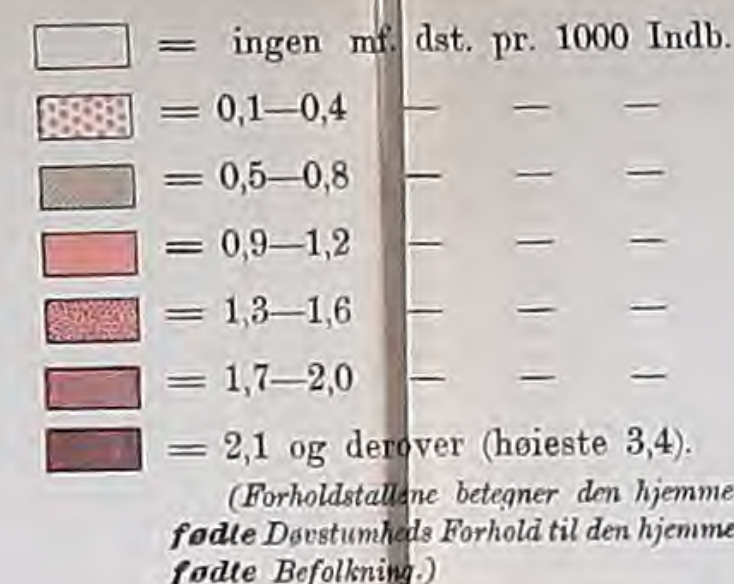 = ingen mf. dst. pr. 1000 Indb.
= 0,1—0,4 — — —
= 0,5—0,8 — — —
= 0,9—1,2 — — —
= 1,3—1,6 — — —
= 1,7—2,0 — — —
= 2,1 og derover (høieste 3,4).
(Forholdstallene betegner den hjemme
fødte Døvstumheds Forhold til den hjemme
fødte Befolkning.)